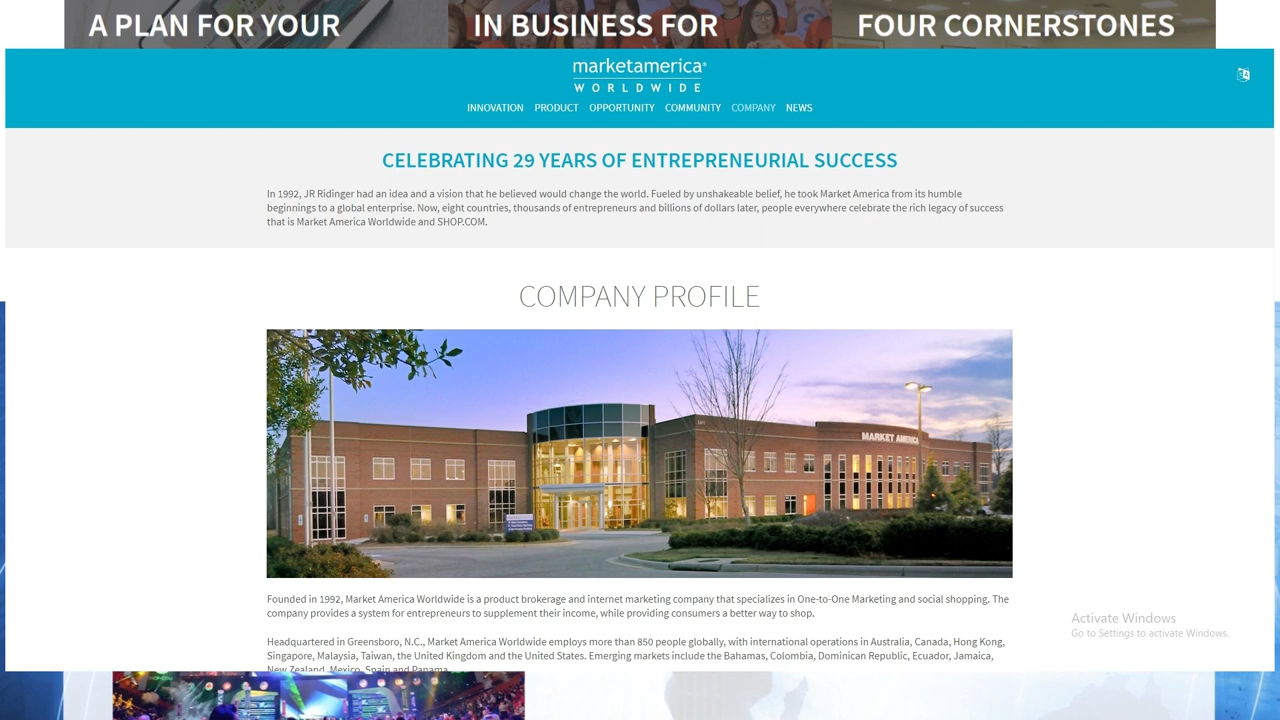 A PLAN FOR YOUR
IN BUSINESS FOR
FOUR CORNERSTONES
marketamerica®
WORLDWIDE
INNOVATION PRODUCT OPPORTUNITY COMMUNITY COMPANY NEWS
CELEBRATING 29 YEARS OF ENTREPRENEURIAL SUCCESS
In 1992, JR Ridinger had an idea and a vision that he believed would change the world. Fueled by unshakeable belief, he took Market America from its humble
beginnings to a global enterprise. Now, eight countries, thousands of entrepreneurs and billions of dollars later, people everywhere celebrate the rich legacy of success
that is Market America Worldwide and SHOP.COM.
COMPANY PROFILE
MARKET AMERICA
Founded in 1992, Market America Worldwide is a product brokerage and internet marketing company that specializes in One-to-One Marketing and social shopping. The
company provides a system for entrepreneurs to supplement their income, while providing consumers a better way to shop.
Headquartered in Greensboro, N.C., Market America Worldwide employs more than 850 people globally, with international operations in Australia, Canada, Hong Kong,
Singapore, Malaysia, Taiwan, the United Kingdom and the United States. Emerging markets include the Bahamas, Colombia, Dominican Republic, Ecuador, Jamaica,
New Zealand, Mexico, Spain and Panama.
Activate Windows
Go to Settings to activate Windows.